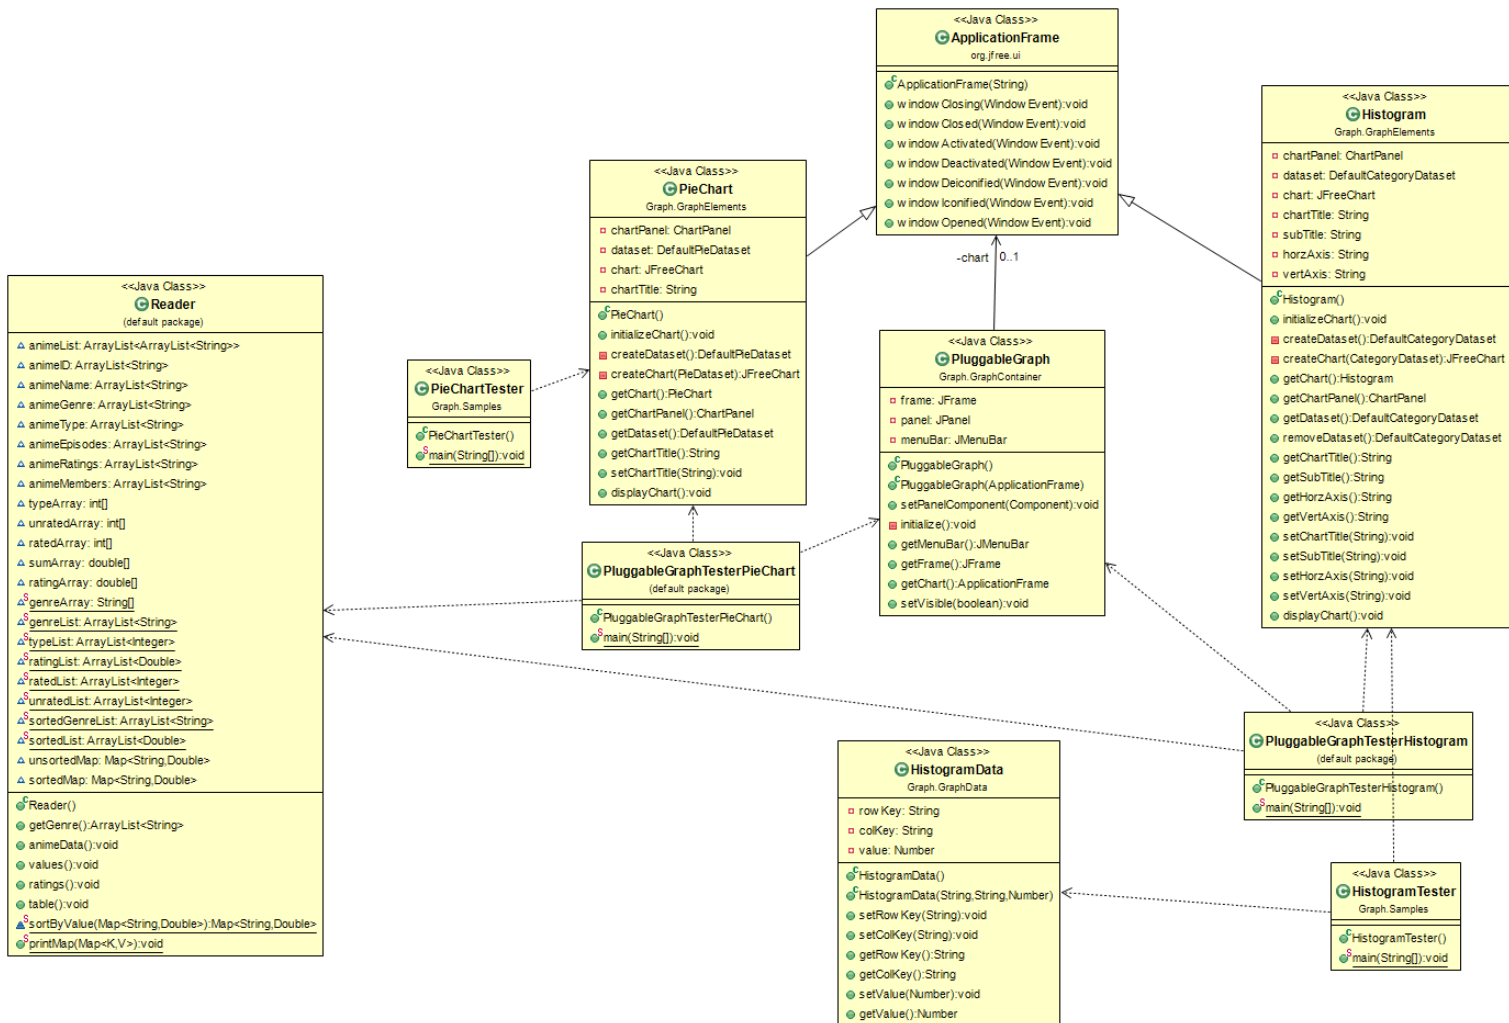 <<Java Class>>
ApplicationFrame
org.jfree.ui
ApplicationFrame(String)
windowClosing(WindowEvent):void
windowClosed(WindowEvent):void
windowActivated(WindowEvent):void
windowDeactivated(WindowEvent):void
windowDeiconified(WindowEvent):void
windowIconified(WindowEvent):void
windowOpened(WindowEvent):void
-chart
0..1
<<Java Class>>
Histogram
Graph.GraphElements
chartPanel: ChartPanel
dataset: DefaultCategoryDataset
chart: JFreeChart
chartTitle: String
subTitle: String
horzAxis: String
vertAxis: String
Histogram()
initializeChart():void
createDataset():DefaultCategoryDataset
createChart(CategoryDataset):JFreeChart
getChart():Histogram
getChartPanel():ChartPanel
getDataset():DefaultCategoryDataset
removeDataset():DefaultCategoryDataset
getChartTitle():String
getSubTitle():String
getHorzAxis():String
getVertAxis():String
setChartTitle(String):void
setSubTitle(String):void
setHorzAxis(String):void
setVertAxis(String):void
displayChart():void
<<Java Class>>
PieChart
Graph.GraphElements
chartPanel: ChartPanel
dataset: DefaultPieDataset
chart: JFreeChart
chartTitle: String
PieChart()
initializeChart():void
createDataset():DefaultPieDataset
createChart(PieDataset):JFreeChart
getChart():PieChart
getChartPanel():ChartPanel
getDataset():DefaultPieDataset
getChartTitle():String
setChartTitle(String):void
displayChart():void
<<Java Class>>
Reader
(default package)
animeList: ArrayList<ArrayList<String>>
animeID: ArrayList<String>
animeName: ArrayList<String>
animeGenre: ArrayList<String>
animeType: ArrayList<String>
animeEpisodes: ArrayList<String>
animeRatings: ArrayList<String>
animeMembers: ArrayList<String>
typeArray: int[]
unratedArray: int[]
ratedArray: int[]
sumArray: double[]
ratingArray: double[]
genreArray: String[]
genreList: ArrayList<String>
typeList: ArrayList<Integer>
ratingList: ArrayList<Double>
ratedList: ArrayList<Integer>
unratedList: ArrayList<Integer>
sortedGenreList: ArrayList<String>
sortedList: ArrayList<Double>
unsortedMap: Map<String,Double>
sortedMap: Map<String,Double>
Reader()
getGenre():ArrayList<String>
animeData():void
values():void
ratings():void
table():void
sortByValue(Map<String,Double>):Map<String,Double>
printMap(Map<K,V>):void
<<Java Class>>
PieChartTester
Graph.Samples
PieChartTester()
main(String[]):void
<<Java Class>>
PluggableGraph
Graph.GraphContainer
frame: JFrame
panel: JPanel
menuBar: JMenuBar
PluggableGraph()
PluggableGraph(ApplicationFrame)
setPanelComponent(Component):void
initialize():void
getMenuBar():JMenuBar
getFrame():JFrame
getChart():ApplicationFrame
setVisible(boolean):void
<<Java Class>>
PluggableGraphTesterPieChart
(default package)
PluggableGraphTesterPieChart()
main(String[]):void
<<Java Class>>
PluggableGraphTesterHistogram
(default package)
PluggableGraphTesterHistogram()
main(String[]):void
<<Java Class>>
HistogramData
Graph.GraphData
rowKey: String
colKey: String
value: Number
HistogramData()
HistogramData(String,String,Number)
setRowKey(String):void
setColKey(String):void
getRowKey():String
getColKey():String
setValue(Number):void
getValue():Number
<<Java Class>>
HistogramTester
Graph.Samples
HistogramTester()
main(String[]):void